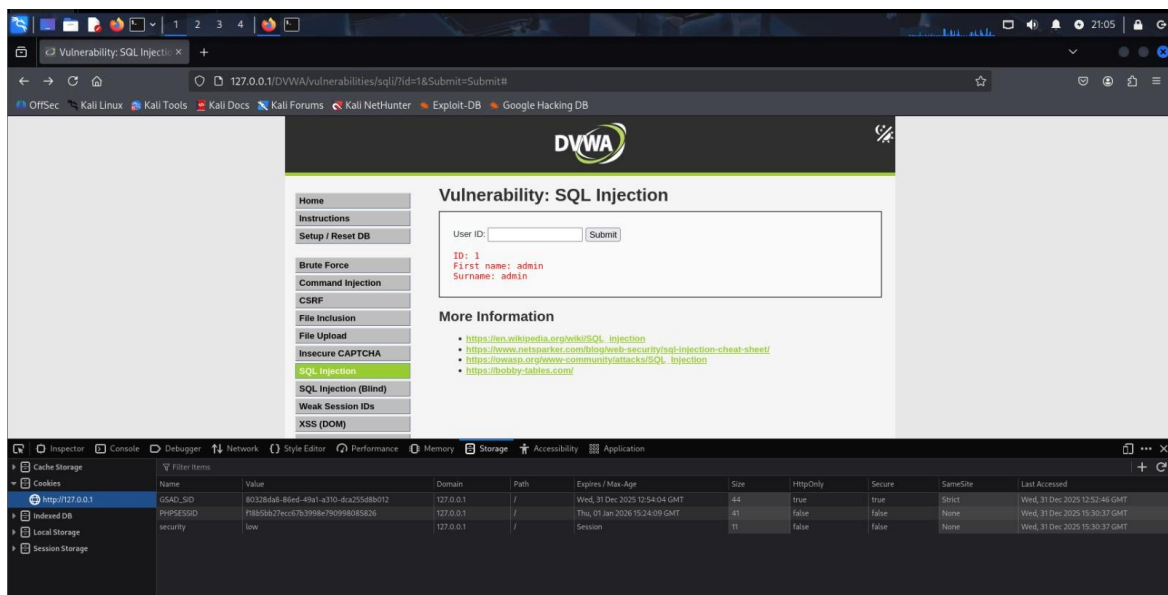 1 2 3 4 21:05
Vulnerability: SQL Injectio
127.0.0.1/DVWA/vulnerabilities/sqli/?id=1&Submit=Submit#
OffSec Kali Linux Kali Tools Kali Docs Kali Forums Kali NetHunter Exploit-DB Google Hacking DB
DVWA
Home
Instructions
Setup / Reset DB
Brute Force
Command Injection
CSRF
File Inclusion
File Upload
Insecure CAPTCHA
SQL Injection
SQL Injection (Blind)
Weak Session IDs
XSS (DOM)
Vulnerability: SQL Injection
User ID: Submit
ID: 1
First name: admin
Surname: admin
More Information
https://en.wikipedia.org/wiki/SQL_injection
https://www.netsparker.com/blog/web-security/sql-injection-cheat-sheet/
https://owasp.org/www-community/attacks/SQL_Injection
https://bobby-tables.com/
Inspector Console Debugger Network Style Editor Performance Memory Storage Accessibility Application
Cache Storage
Cookies
http://127.0.0.1
Indexed DB
Local Storage
Session Storage
Filter Items
Name Value Domain Path Expires / Max-Age Size HttpOnly Secure SameSite Last Accessed
GSAD_SID 80328da8-86ed-49a1-a310-dca255d8b012 127.0.0.1 / Wed, 31 Dec 2025 12:54:04 GMT 44 true true Strict Wed, 31 Dec 2025 12:52:46 GMT
PHPSESSID f18b5bb27ecc67b3998e790998085826 127.0.0.1 / Thu, 01 Jan 2026 15:24:09 GMT 41 false false None Wed, 31 Dec 2025 15:30:37 GMT
security low 127.0.0.1 / Session 11 false false None Wed, 31 Dec 2025 15:30:37 GMT